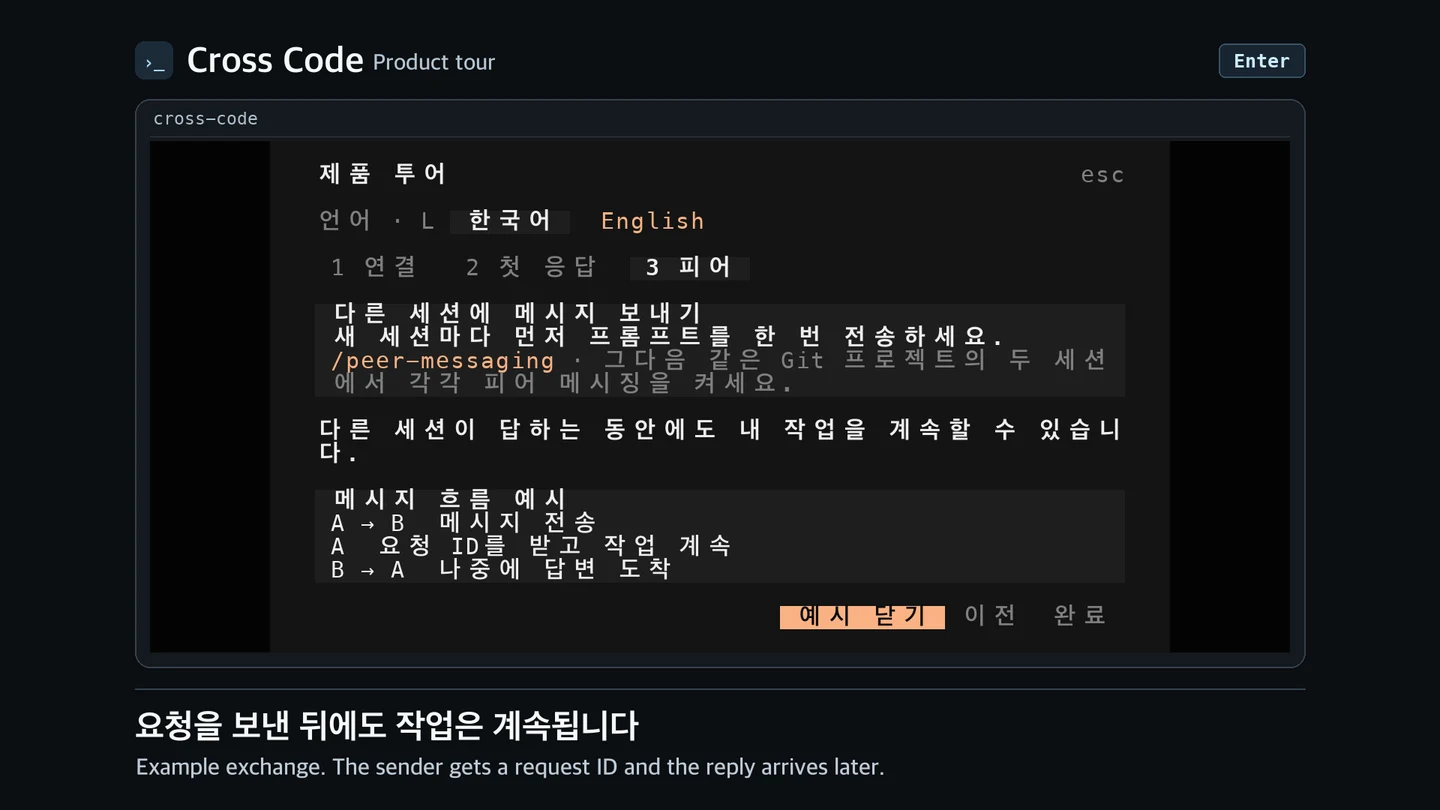 ›_ Cross Code Product tour
Enter
cross-code
제품 투어 esc
언어 · L 한국어 English
1 연결 2 첫 응답 3 피어
다른 세션에 메시지 보내기
새 세션마다 먼저 프롬프트를 한 번 전송하세요.
/peer-messaging · 그다음 같은 Git 프로젝트의 두 세션
에서 각각 피어 메시징을 켜세요.
다른 세션이 답하는 동안에도 내 작업을 계속할 수 있습니
다.
메시지 흐름 예시
A → B 메시지 전송
A 요청 ID를 받고 작업 계속
B → A 나중에 답변 도착
예시 닫기 이전 완료
요청을 보낸 뒤에도 작업은 계속됩니다
Example exchange. The sender gets a request ID and the reply arrives later.